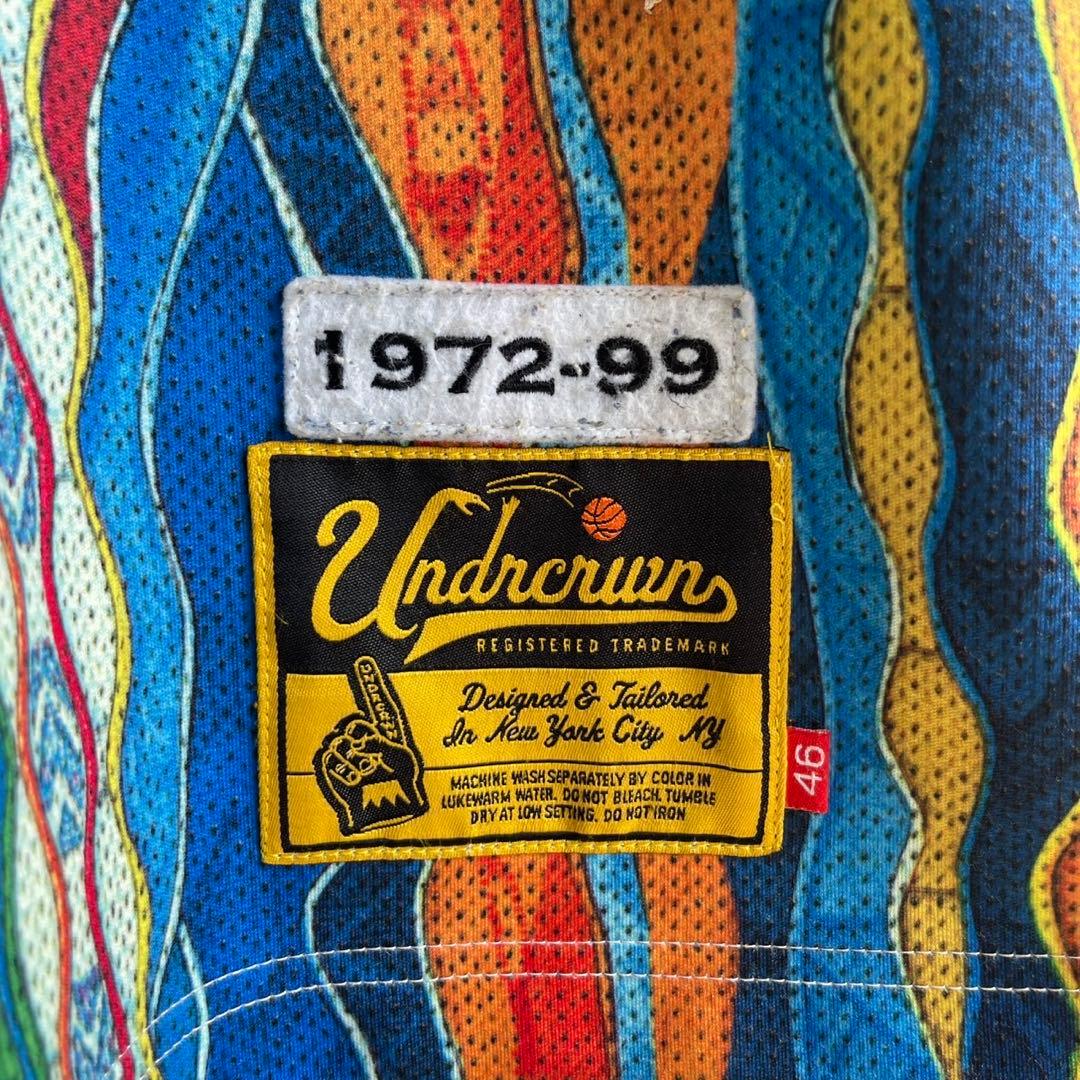 1972-99
Undrcrwn
REGISTERED TRADEMARK
Designed & Tailored
In New York City NY
MACHINE WASH SEPARATELY BY COLOR IN
LUKEWARM WATER. DO NOT BLEACH. TUMBLE
DRY AT LOW SETTING. DO NOT IRON
46